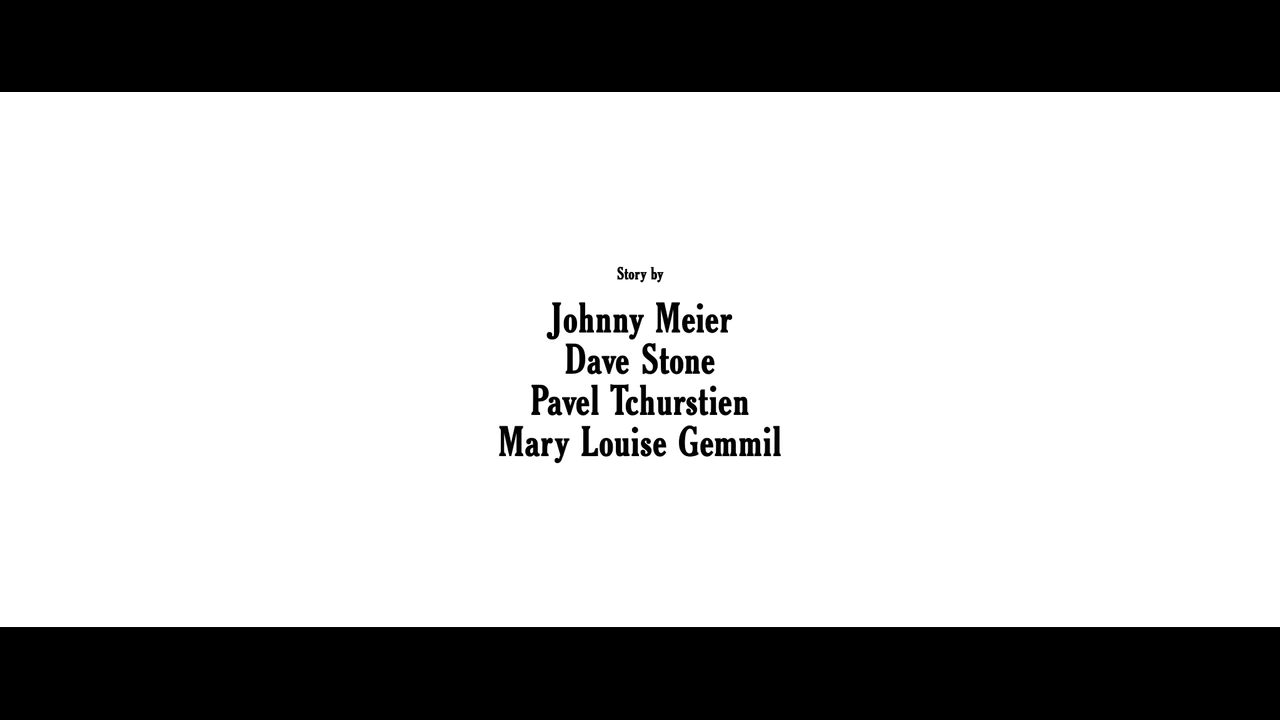 Story by
Johnny Meier
Dave Stone
Pavel Tchurstien
Mary Louise Gemmil